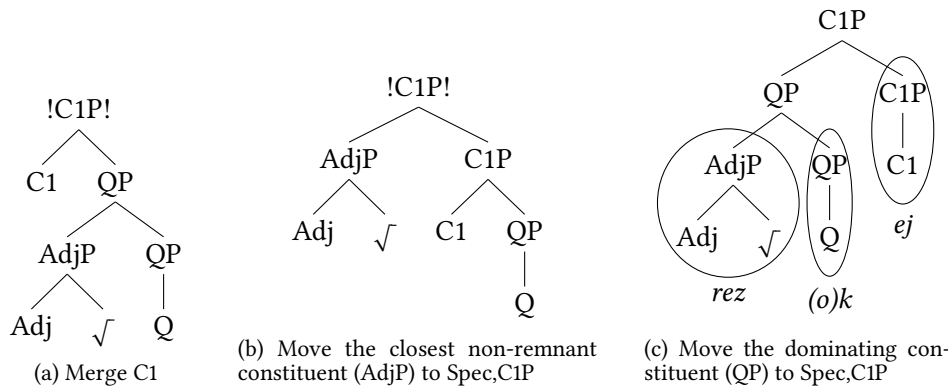 !C1P!
C1 QP
AdjP QP
Adj √ Q
(a) Merge C1
!C1P!
AdjP C1P
Adj √ C1 QP
Q
(b) Move the closest non-remnant
constituent (AdjP) to Spec,C1P
C1P
QP C1P
AdjP QP C1
Adj √ Q
ej
rez (o)k
(c) Move the dominating con-
stituent (QP) to Spec,C1P